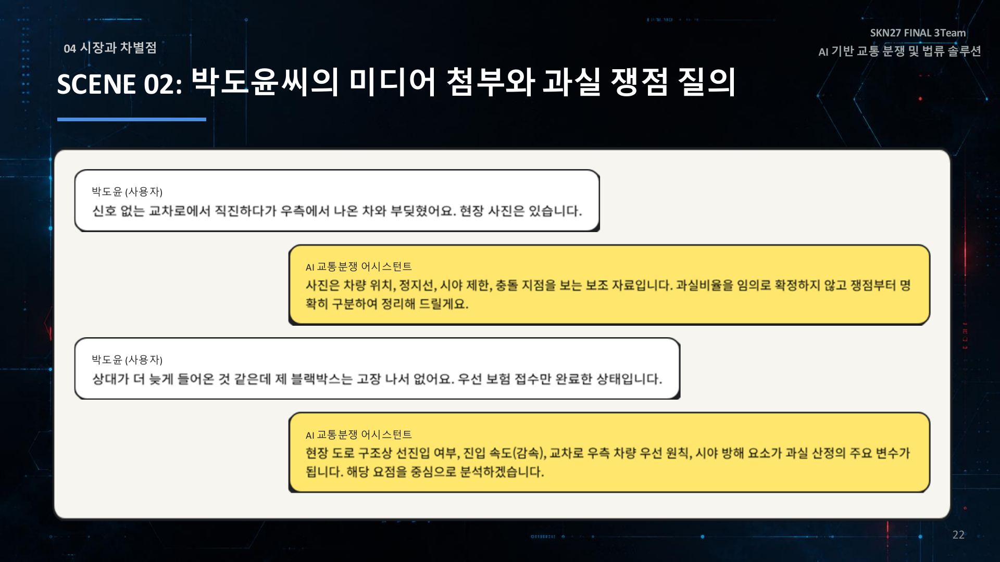 04 시장과 차별점
SKN27 FINAL 3Team
AI 기반 교통 분쟁 및 법류 솔루션
SCENE 02: 박도윤씨의 미디어 첨부와 과실 쟁점 질의
박도윤 (사용자)
신호 없는 교차로에서 직진하다가 우측에서 나온 차와 부딪혔어요. 현장 사진은 있습니다.
AI 교통분쟁 어시스턴트
사진은 차량 위치, 정지선, 시야 제한, 충돌 지점을 보는 보조 자료입니다. 과실비율을 임의로 확정하지 않고 쟁점부터 명
확히 구분하여 정리해 드릴게요.
박도윤 (사용자)
상대가 더 늦게 들어온 것 같은데 제 블랙박스는 고장 나서 없어요. 우선 보험 접수만 완료한 상태입니다.
AI 교통분쟁 어시스턴트
현장 도로 구조상 선진입 여부, 진입 속도(감속), 교차로 우측 차량 우선 원칙, 시야 방해 요소가 과실 산정의 주요 변수가
됩니다. 해당 요점을 중심으로 분석하겠습니다.
22